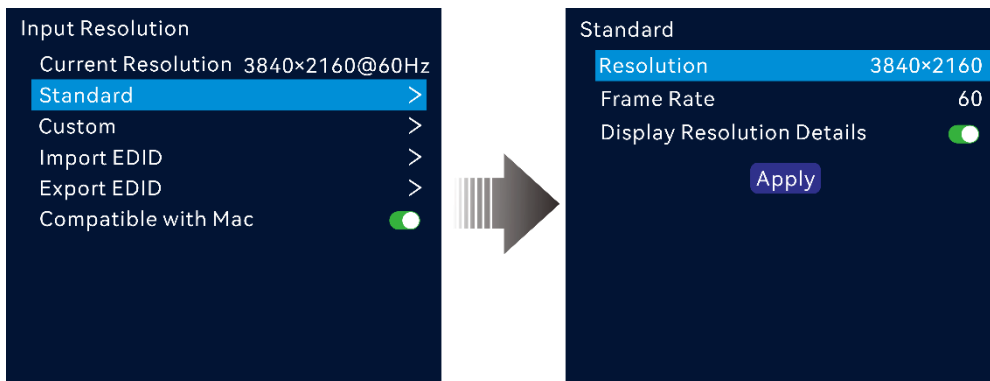 Input Resolution
Current Resolution 3840×2160@60Hz
Standard >
Custom >
Import EDID >
Export EDID >
Compatible with Mac
Standard
Resolution 3840×2160
Frame Rate 60
Display Resolution Details
Apply